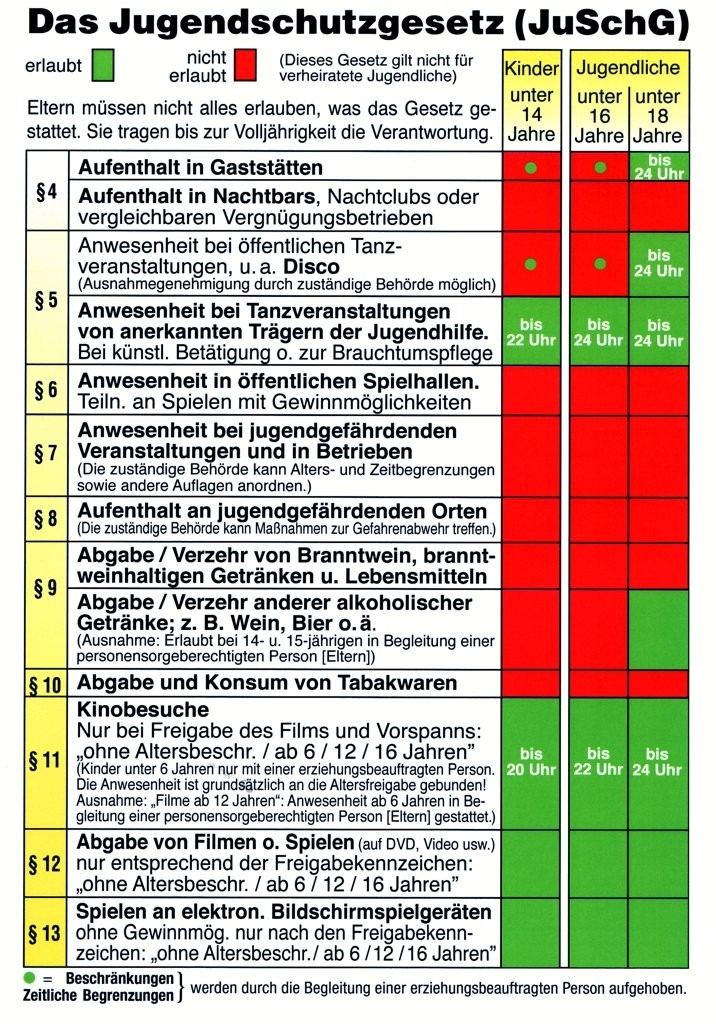 Das Jugendschutzgesetz (JuSchG)
erlaubt
nicht
erlaubt
(Dieses Gesetz gilt nicht für
verheiratete Jugendliche)
Eltern müssen nicht alles erlauben, was das Gesetz ge-
stattet. Sie tragen bis zur Volljährigkeit die Verantwortung.
Kinder
unter
14
Jahre
Jugendliche
unter
16
Jahre
unter
18
Jahre
§ 4
Aufenthalt in Gaststätten
bis
24 Uhr
Aufenthalt in Nachtbars, Nachtclubs oder
vergleichbaren Vergnügungsbetrieben
§ 5
Anwesenheit bei öffentlichen Tanz-
veranstaltungen, u. a. Disco
(Ausnahmegenehmigung durch zuständige Behörde möglich)
bis
24 Uhr
Anwesenheit bei Tanzveranstaltungen
von anerkannten Trägern der Jugendhilfe.
Bei künstl. Betätigung o. zur Brauchtumspflege
bis
22 Uhr
bis
24 Uhr
bis
24 Uhr
§ 6
Anwesenheit in öffentlichen Spielhallen.
Teiln. an Spielen mit Gewinnmöglichkeiten
§ 7
Anwesenheit bei jugendgefährdenden
Veranstaltungen und in Betrieben
(Die zuständige Behörde kann Alters- und Zeitbegrenzungen
sowie andere Auflagen anordnen.)
§ 8
Aufenthalt an jugendgefährdenden Orten
(Die zuständige Behörde kann Maßnahmen zur Gefahrenabwehr treffen.)
§ 9
Abgabe / Verzehr von Branntwein, brannt-
weinhaltigen Getränken u. Lebensmitteln
Abgabe / Verzehr anderer alkoholischer
Getränke; z. B. Wein, Bier o. ä.
(Ausnahme: Erlaubt bei 14- u. 15-jährigen in Begleitung einer
personensorgeberechtigten Person [Eltern])
§ 10
Abgabe und Konsum von Tabakwaren
§ 11
Kinobesuche
Nur bei Freigabe des Films und Vorspanns:
„ohne Altersbeschr. / ab 6 / 12 / 16 Jahren”
(Kinder unter 6 Jahren nur mit einer erziehungsbeauftragten Person.
Die Anwesenheit ist grundsätzlich an die Altersfreigabe gebunden!
Ausnahme: „Filme ab 12 Jahren“: Anwesenheit ab 6 Jahren in Be-
gleitung einer personensorgeberechtigten Person [Eltern] gestattet.)
bis
20 Uhr
bis
22 Uhr
bis
24 Uhr
§ 12
Abgabe von Filmen o. Spielen (auf DVD, Video usw.)
nur entsprechend der Freigabekennzeichen:
„ohne Altersbeschr. / ab 6 / 12 / 16 Jahren”
§ 13
Spielen an elektron. Bildschirmspielgeräten
ohne Gewinnmög. nur nach den Freigabekenn-
zeichen: „ohne Altersbeschr. / ab 6 / 12 / 16 Jahren”
= Beschränkungen
Zeitliche Begrenzungen } werden durch die Begleitung einer erziehungsbeauftragten Person aufgehoben.